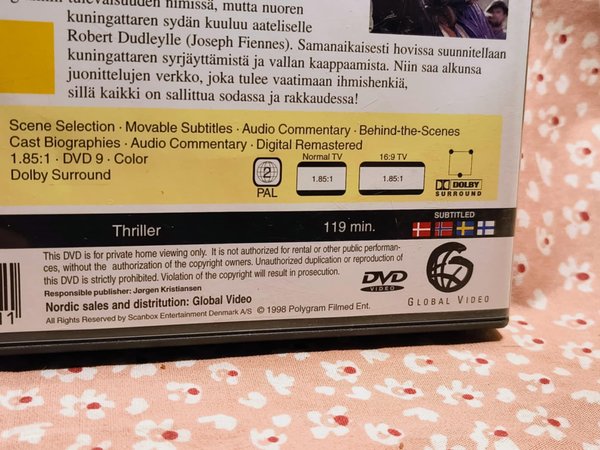 tulevaisuuden nimissä, mutta nuoren
kuningattaren sydän kuuluu aateliselle
Robert Dudleylle (Joseph Fiennes). Samanaikaisesti hovissa suunnitellaan
kuningattaren syrjäyttämistä ja vallan kaappaamista. Niin saa alkunsa
juonittelujen verkko, joka tulee vaatimaan ihmishenkiä,
sillä kaikki on sallittua sodassa ja rakkaudessa!
Scene Selection · Movable Subtitles · Audio Commentary · Behind-the-Scenes
Cast Biographies · Audio Commentary · Digital Remastered
1.85:1 · DVD 9 · Color
Dolby Surround
2
PAL
Normal TV
1.85:1
16:9 TV
1.85:1
DOLBY
SURROUND
Thriller
119 min.
SUBTITLED
This DVD is for private home viewing only. It is not authorized for rental or other public performan-
ces, without the authorization of the copyright owners. Unauthorized duplication or reproduction of
this DVD is strictly prohibited. Violation of the copyright will result in prosecution.
Responsible publisher: Jørgen Kristiansen
Nordic sales and distritution: Global Video
All Rights Reserved by Scanbox Entertainment Denmark A/S © 1998 Polygram Filmed Ent.
DVD
VIDEO
GLOBAL VIDEO
1